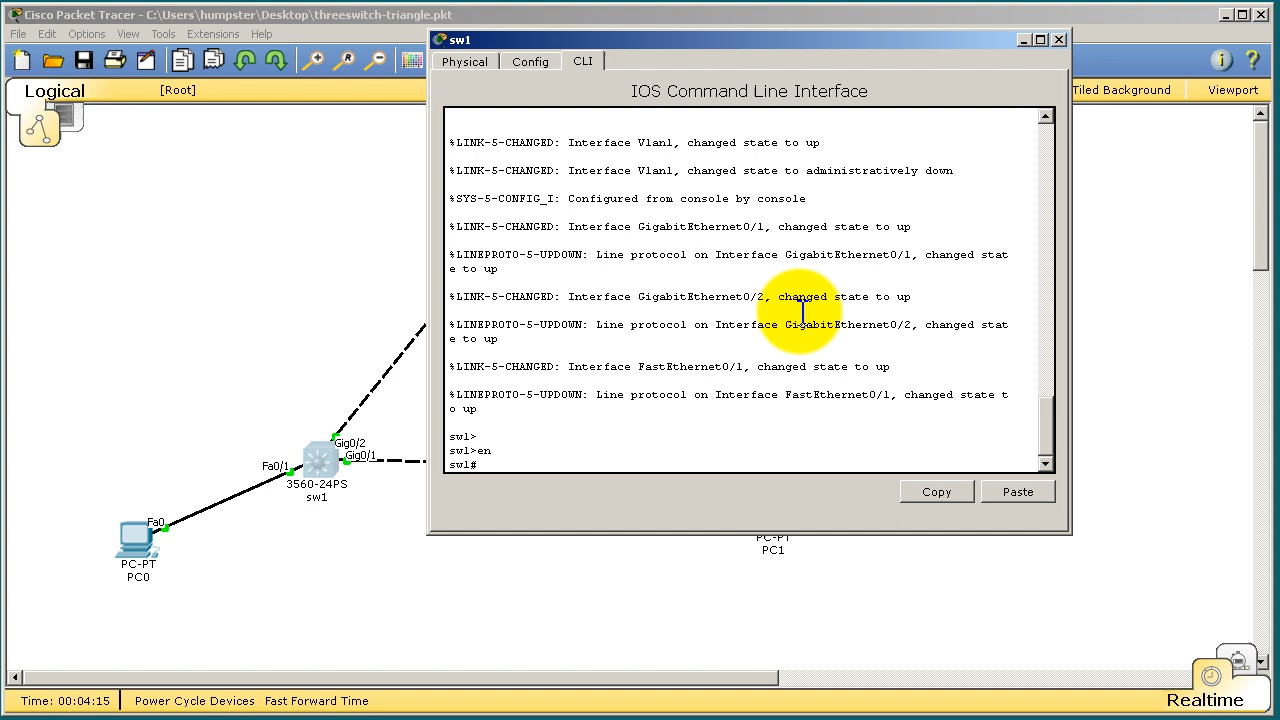 Cisco Packet Tracer - C:\Users\humpster\Desktop\threeswitch-triangle.pkt
File Edit Options View Tools Extensions Help
Logical
[Root]
Tiled Background
Viewport
sw1
Physical Config CLI
IOS Command Line Interface
%LINK-5-CHANGED: Interface Vlan1, changed state to up
%LINK-5-CHANGED: Interface Vlan1, changed state to administratively down
%SYS-5-CONFIG_I: Configured from console by console
%LINK-5-CHANGED: Interface GigabitEthernet0/1, changed state to up
%LINEPROTO-5-UPDOWN: Line protocol on Interface GigabitEthernet0/1, changed stat
e to up
%LINK-5-CHANGED: Interface GigabitEthernet0/2, changed state to up
%LINEPROTO-5-UPDOWN: Line protocol on Interface GigabitEthernet0/2, changed stat
e to up
%LINK-5-CHANGED: Interface FastEthernet0/1, changed state to up
%LINEPROTO-5-UPDOWN: Line protocol on Interface FastEthernet0/1, changed state t
o up
sw1>
sw1>en
sw1#
Copy Paste
Gig0/2
Gig0/1
Fa0/1
3560-24PS
sw1
Fa0
PC-PT
PC0
PC-PT
PC1
Time: 00:04:15
Power Cycle Devices Fast Forward Time
Realtime